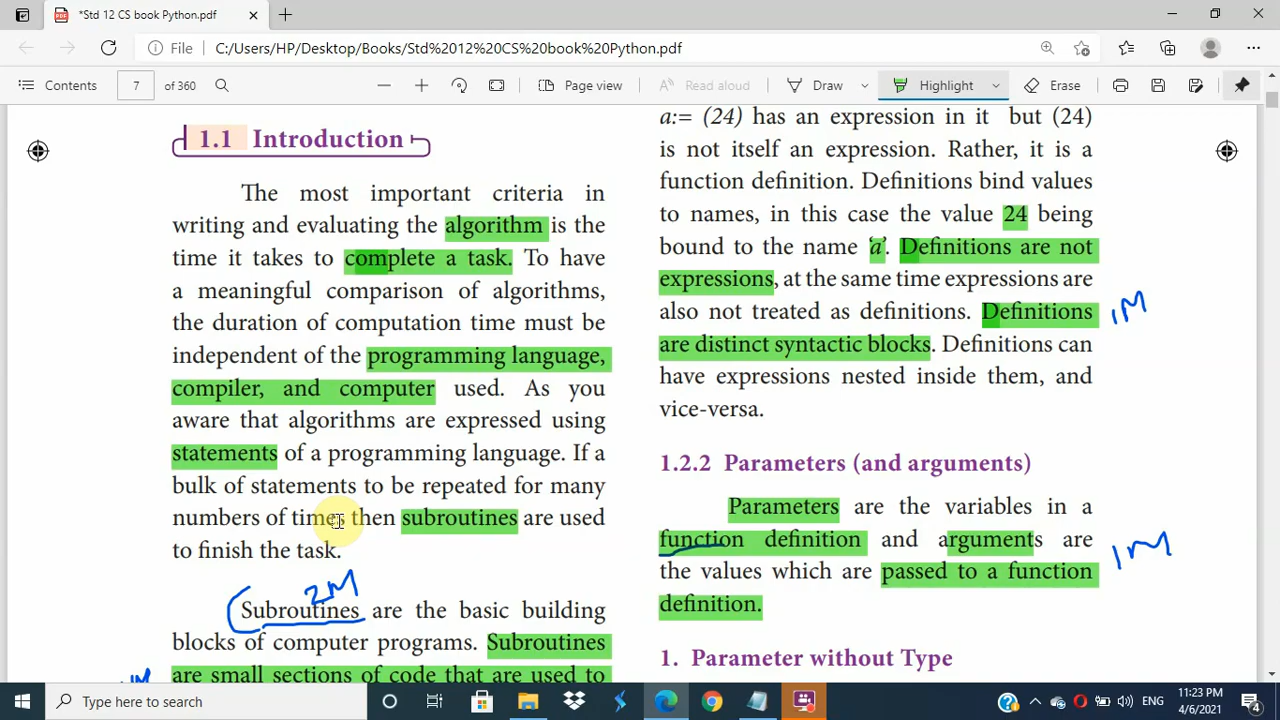 *Std 12 CS book Python.pdf
File
C:/Users/HP/Desktop/Books/Std%2012%20CS%20book%20Python.pdf
Contents
7
of 360
Page view
Read aloud
Draw
Highlight
Erase
1.1 Introduction
The most important criteria in
writing and evaluating the algorithm is the
time it takes to complete a task. To have
a meaningful comparison of algorithms,
the duration of computation time must be
independent of the programming language,
compiler, and computer used. As you
aware that algorithms are expressed using
statements of a programming language. If a
bulk of statements to be repeated for many
numbers of times then subroutines are used
to finish the task.
2M
Subroutines are the basic building
blocks of computer programs. Subroutines
are small sections of code that are used to
a:= (24) has an expression in it but (24)
is not itself an expression. Rather, it is a
function definition. Definitions bind values
to names, in this case the value 24 being
bound to the name ‘a’. Definitions are not
expressions, at the same time expressions are
also not treated as definitions. Definitions
1M
are distinct syntactic blocks. Definitions can
have expressions nested inside them, and
vice-versa.
1.2.2 Parameters (and arguments)
Parameters are the variables in a
function definition and arguments are
1M
the values which are passed to a function
definition.
1. Parameter without Type
Type here to search
ENG
11:23 PM
4/6/2021
4